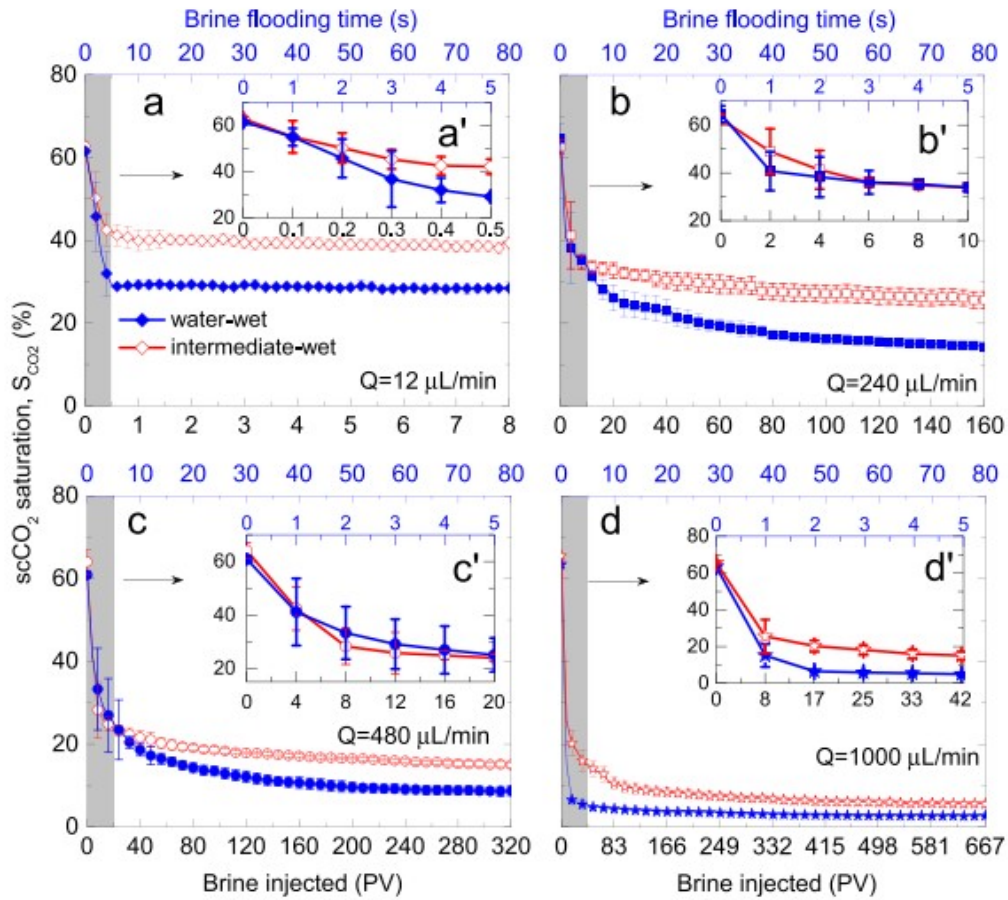 Brine flooding time (s)
Brine flooding time (s)
0 10 20 30 40 50 60 70 80
0 10 20 30 40 50 60 70 80
80
60
40
20
0
a
0 1 2 3 4 5
60
40
20
a'
0 0.1 0.2 0.3 0.4 0.5
water-wet
intermediate-wet
Q=12 µL/min
0 1 2 3 4 5 6 7 8
b
0 1 2 3 4 5
60
40
20
b'
0 2 4 6 8 10
Q=240 µL/min
0 20 40 60 80 100 120 140 160
scCO2 saturation, SCO2 (%)
0 10 20 30 40 50 60 70 80
0 10 20 30 40 50 60 70 80
80
60
40
20
0
c
0 1 2 3 4 5
60
40
20
c'
0 4 8 12 16 20
Q=480 µL/min
0 40 80 120 160 200 240 280 320
Brine injected (PV)
d
0 1 2 3 4 5
80
60
40
20
0
d'
0 8 17 25 33 42
Q=1000 µL/min
0 83 166 249 332 415 498 581 667
Brine injected (PV)